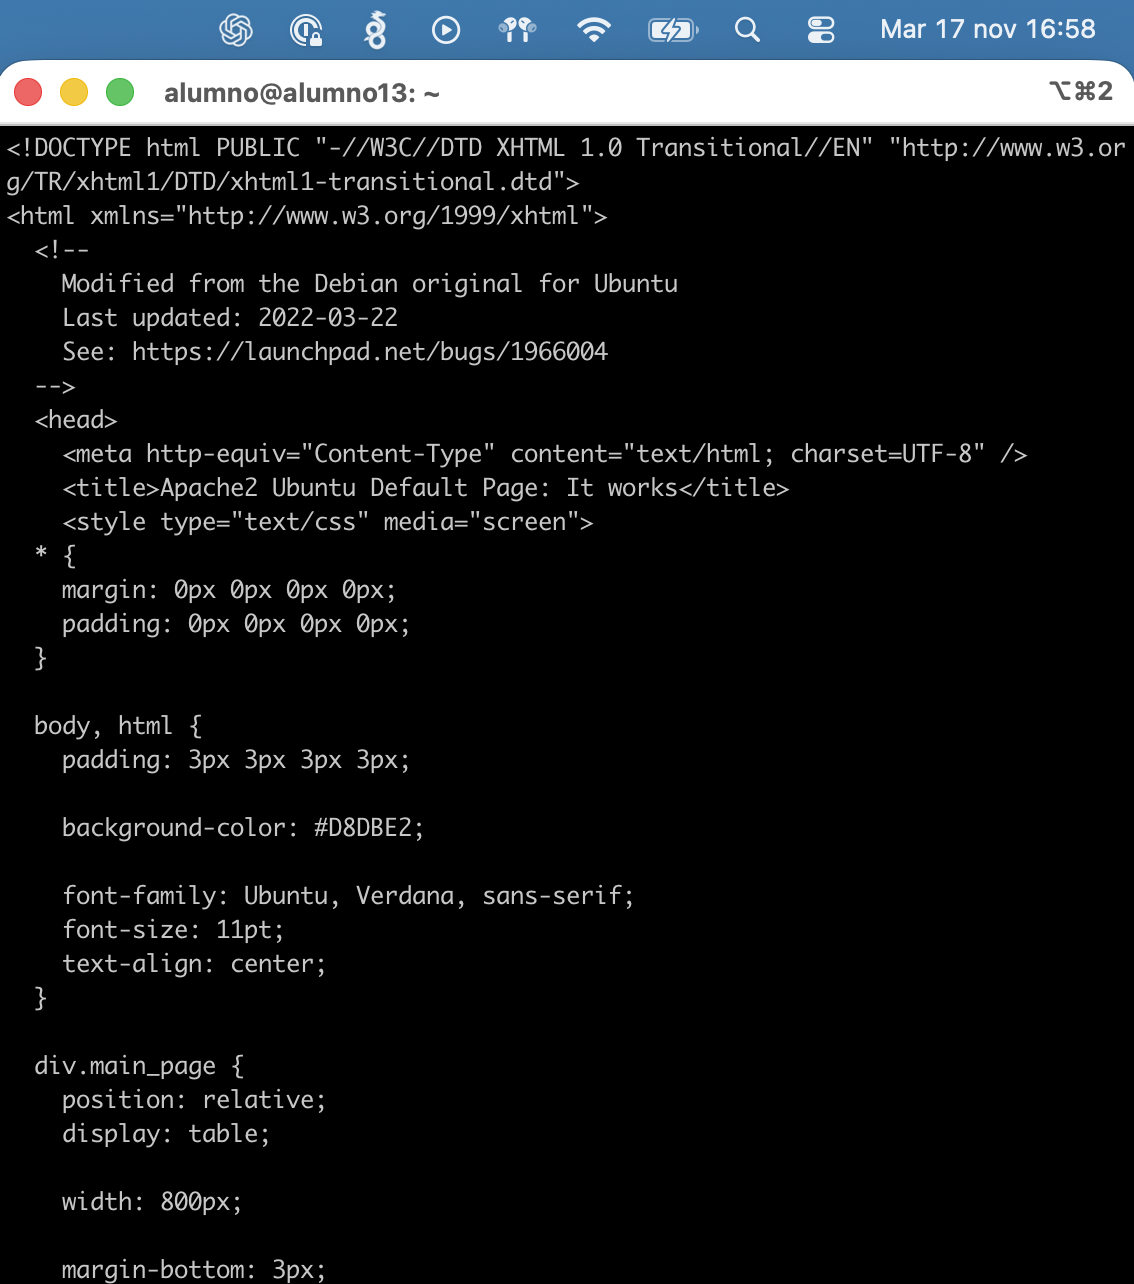 Mar 17 nov 16:58
alumno@alumno13: ~
⌥⌘2
<!DOCTYPE html PUBLIC "-//W3C//DTD XHTML 1.0 Transitional//EN" "http://www.w3.or
g/TR/xhtml1/DTD/xhtml1-transitional.dtd">
<html xmlns="http://www.w3.org/1999/xhtml">
  <!--
    Modified from the Debian original for Ubuntu
    Last updated: 2022-03-22
    See: https://launchpad.net/bugs/1966004
  -->
  <head>
    <meta http-equiv="Content-Type" content="text/html; charset=UTF-8" />
    <title>Apache2 Ubuntu Default Page: It works</title>
    <style type="text/css" media="screen">
  * {
    margin: 0px 0px 0px 0px;
    padding: 0px 0px 0px 0px;
  }
  body, html {
    padding: 3px 3px 3px 3px;
    background-color: #D8DBE2;
    font-family: Ubuntu, Verdana, sans-serif;
    font-size: 11pt;
    text-align: center;
  }
  div.main_page {
    position: relative;
    display: table;
    width: 800px;
    margin-bottom: 3px;